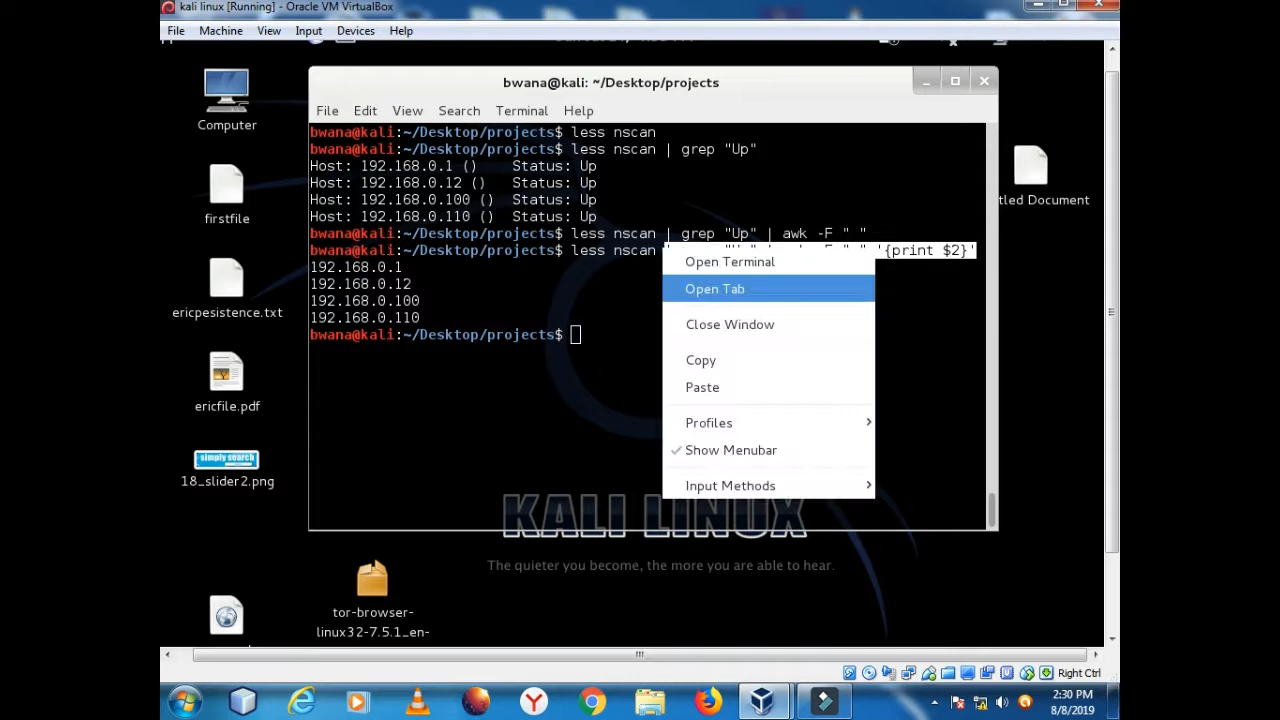 kali linux [Running] - Oracle VM VirtualBox
File Machine View Input Devices Help
bwana@kali: ~/Desktop/projects
File Edit View Search Terminal Help
bwana@kali:~/Desktop/projects$ less nscan
bwana@kali:~/Desktop/projects$ less nscan | grep "Up"
Host: 192.168.0.1 () Status: Up
Host: 192.168.0.12 () Status: Up
Host: 192.168.0.100 () Status: Up
Host: 192.168.0.110 () Status: Up
bwana@kali:~/Desktop/projects$ less nscan | grep "Up" | awk -F " "
bwana@kali:~/Desktop/projects$ less nscan '{print $2}'
192.168.0.1
192.168.0.12
192.168.0.100
192.168.0.110
bwana@kali:~/Desktop/projects$
Open Terminal
Open Tab
Close Window
Copy
Paste
Profiles
Show Menubar
Input Methods
Computer
firstfile
ericpesistence.txt
ericfile.pdf
simply search
18_slider2.png
tled Document
KALI LINUX
The quieter you become, the more you are able to hear.
tor-browser-
linux32-7.5.1_en-
Right Ctrl
2:30 PM
8/8/2019